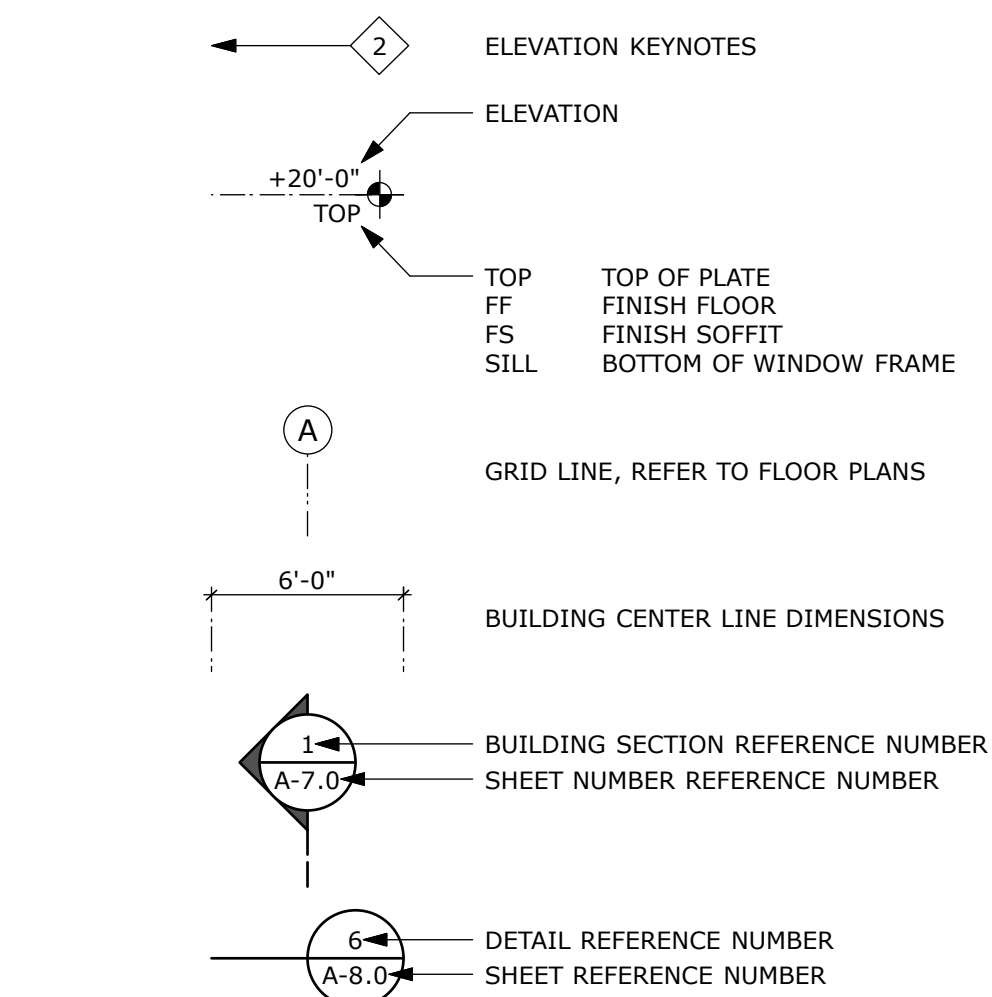 2 ELEVATION KEYNOTES
ELEVATION
+20'-0"
TOP
TOP TOP OF PLATE
FF FINISH FLOOR
FS FINISH SOFFIT
SILL BOTTOM OF WINDOW FRAME
A
GRID LINE, REFER TO FLOOR PLANS
6'-0"
BUILDING CENTER LINE DIMENSIONS
1 BUILDING SECTION REFERENCE NUMBER
A-7.0 SHEET NUMBER REFERENCE NUMBER
6 DETAIL REFERENCE NUMBER
A-8.0 SHEET REFERENCE NUMBER